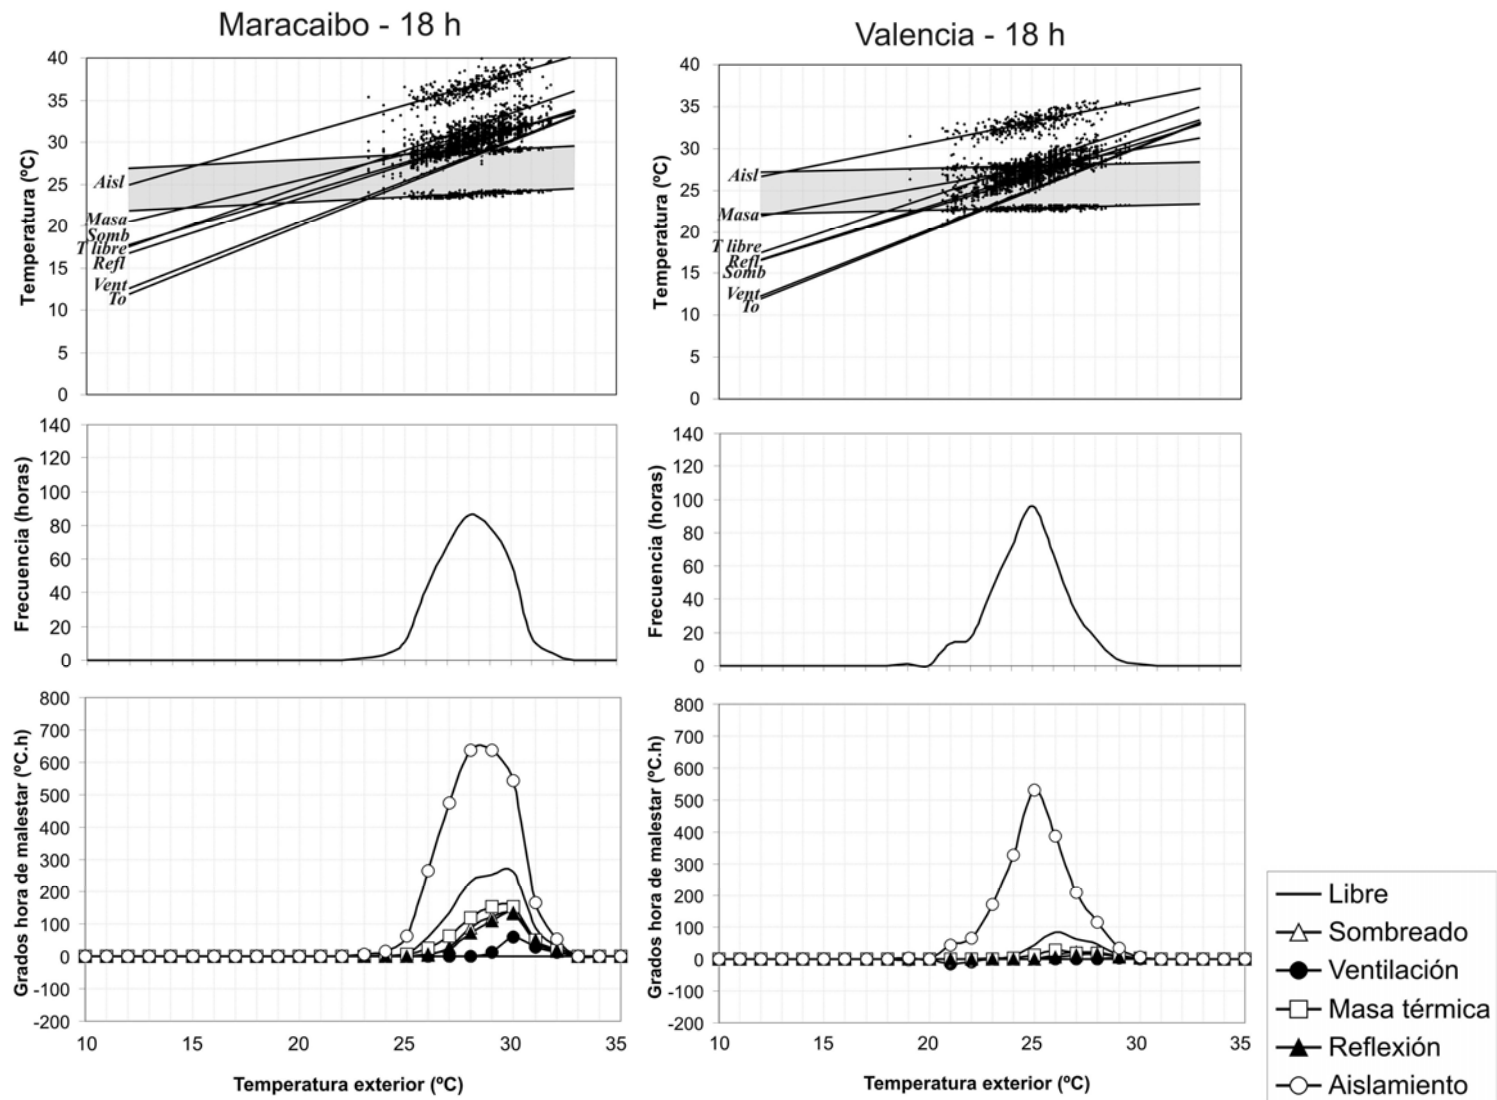 Maracaibo - 18 h
Valencia - 18 h
Temperatura (ºC)
40
35
30
25
20
15
10
5
0
Aisl
Masa
Somb
T libre
Refl
Vent
To
Temperatura (ºC)
40
35
30
25
20
15
10
5
0
Aisl
Masa
T libre
Refl
Somb
Vent
To
Frecuencia (horas)
140
120
100
80
60
40
20
0
Frecuencia (horas)
140
120
100
80
60
40
20
0
Grados hora de malestar (ºC.h)
800
700
600
500
400
300
200
100
0
-100
-200
10 15 20 25 30 35
Temperatura exterior (ºC)
Grados hora de malestar (ºC.h)
800
700
600
500
400
300
200
100
0
-100
-200
10 15 20 25 30 35
Temperatura exterior (ºC)
Libre
Sombreado
Ventilación
Masa térmica
Reflexión
Aislamiento